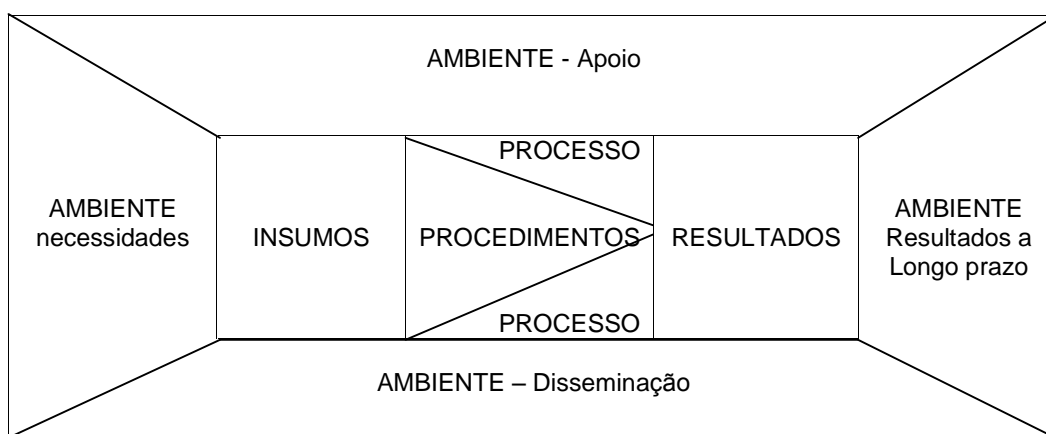 AMBIENTE - Apoio
PROCESSO
AMBIENTE
necessidades
INSUMOS
PROCEDIMENTOS
RESULTADOS
AMBIENTE
Resultados a
Longo prazo
PROCESSO
AMBIENTE – Disseminação